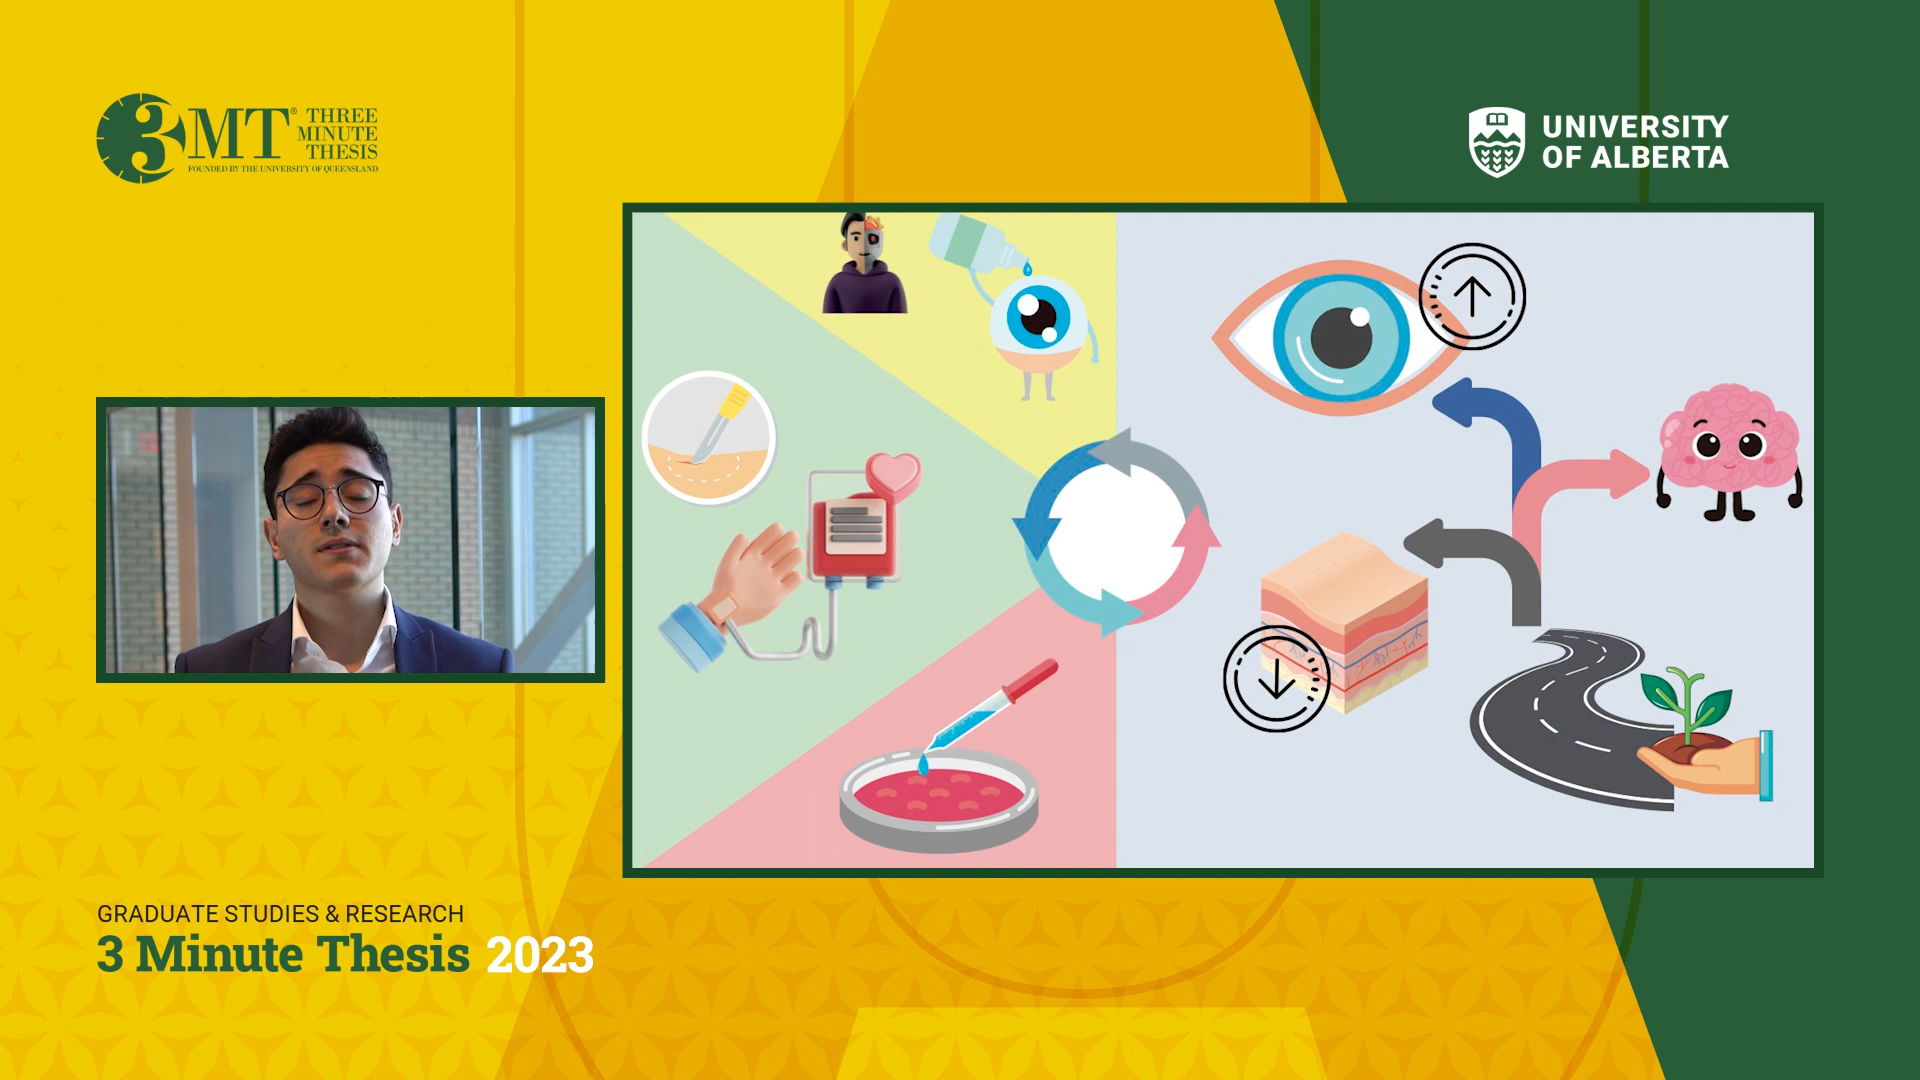 3MT® THREE
MINUTE
THESIS
FOUNDED BY THE UNIVERSITY OF QUEENSLAND
UNIVERSITY
OF ALBERTA
GRADUATE STUDIES & RESEARCH
3 Minute Thesis 2023